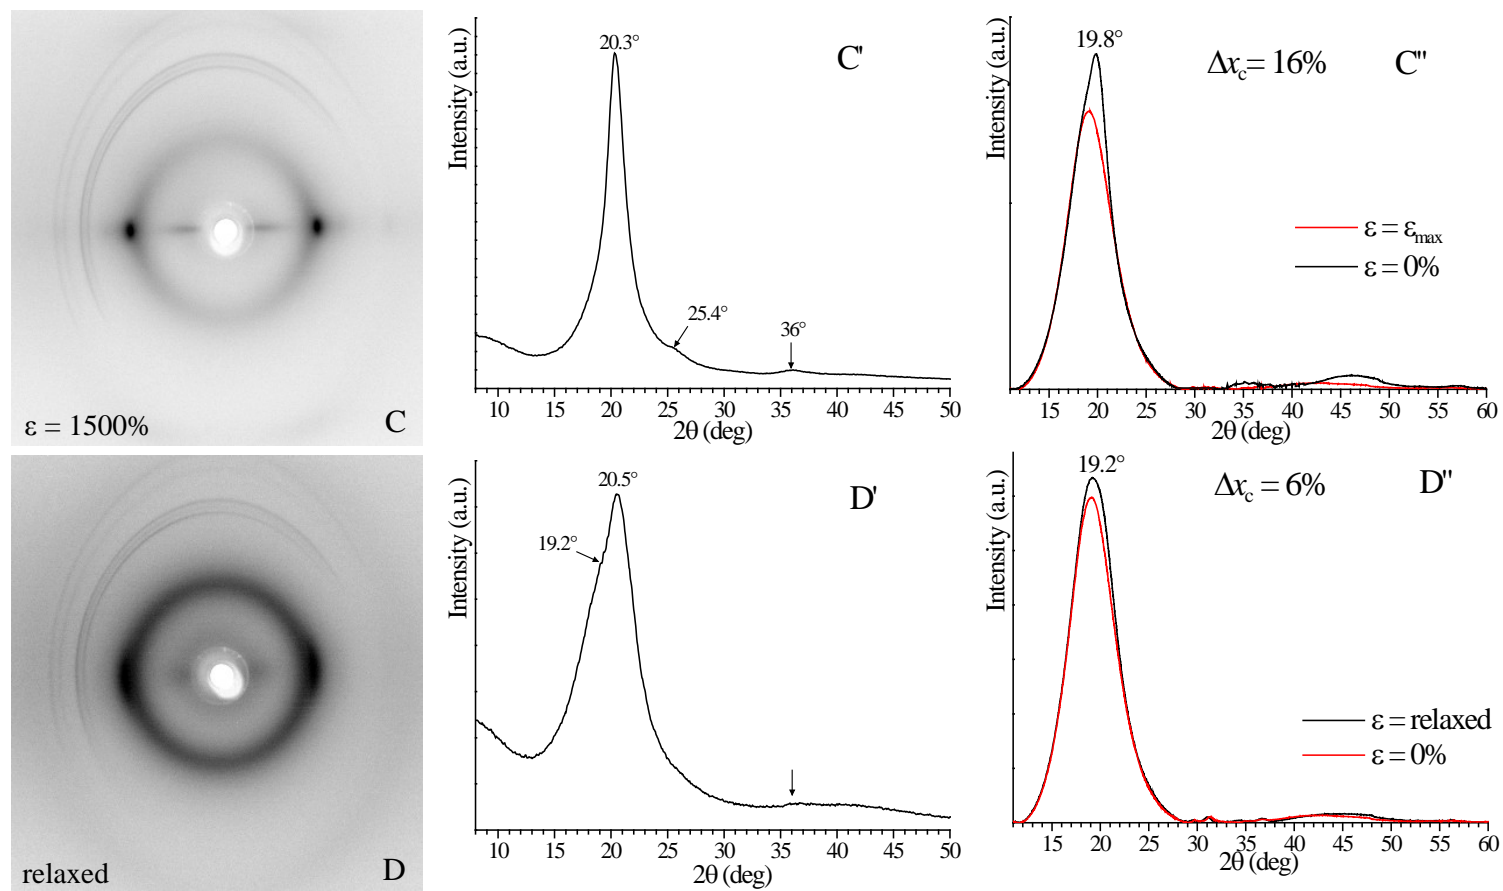 ε = 1500%
C
Intensity (a.u.)
20.3°
25.4°
36°
C'
10 15 20 25 30 35 40 45 50
2θ (deg)
Intensity (a.u.)
19.8°
Δxc = 16%
C"
ε = εmax
ε = 0%
15 20 25 30 35 40 45 50 55 60
2θ (deg)
relaxed
D
Intensity (a.u.)
20.5°
19.2°
D'
10 15 20 25 30 35 40 45 50
2θ (deg)
Intensity (a.u.)
19.2°
Δxc = 6%
D"
ε = relaxed
ε = 0%
15 20 25 30 35 40 45 50 55 60
2θ (deg)